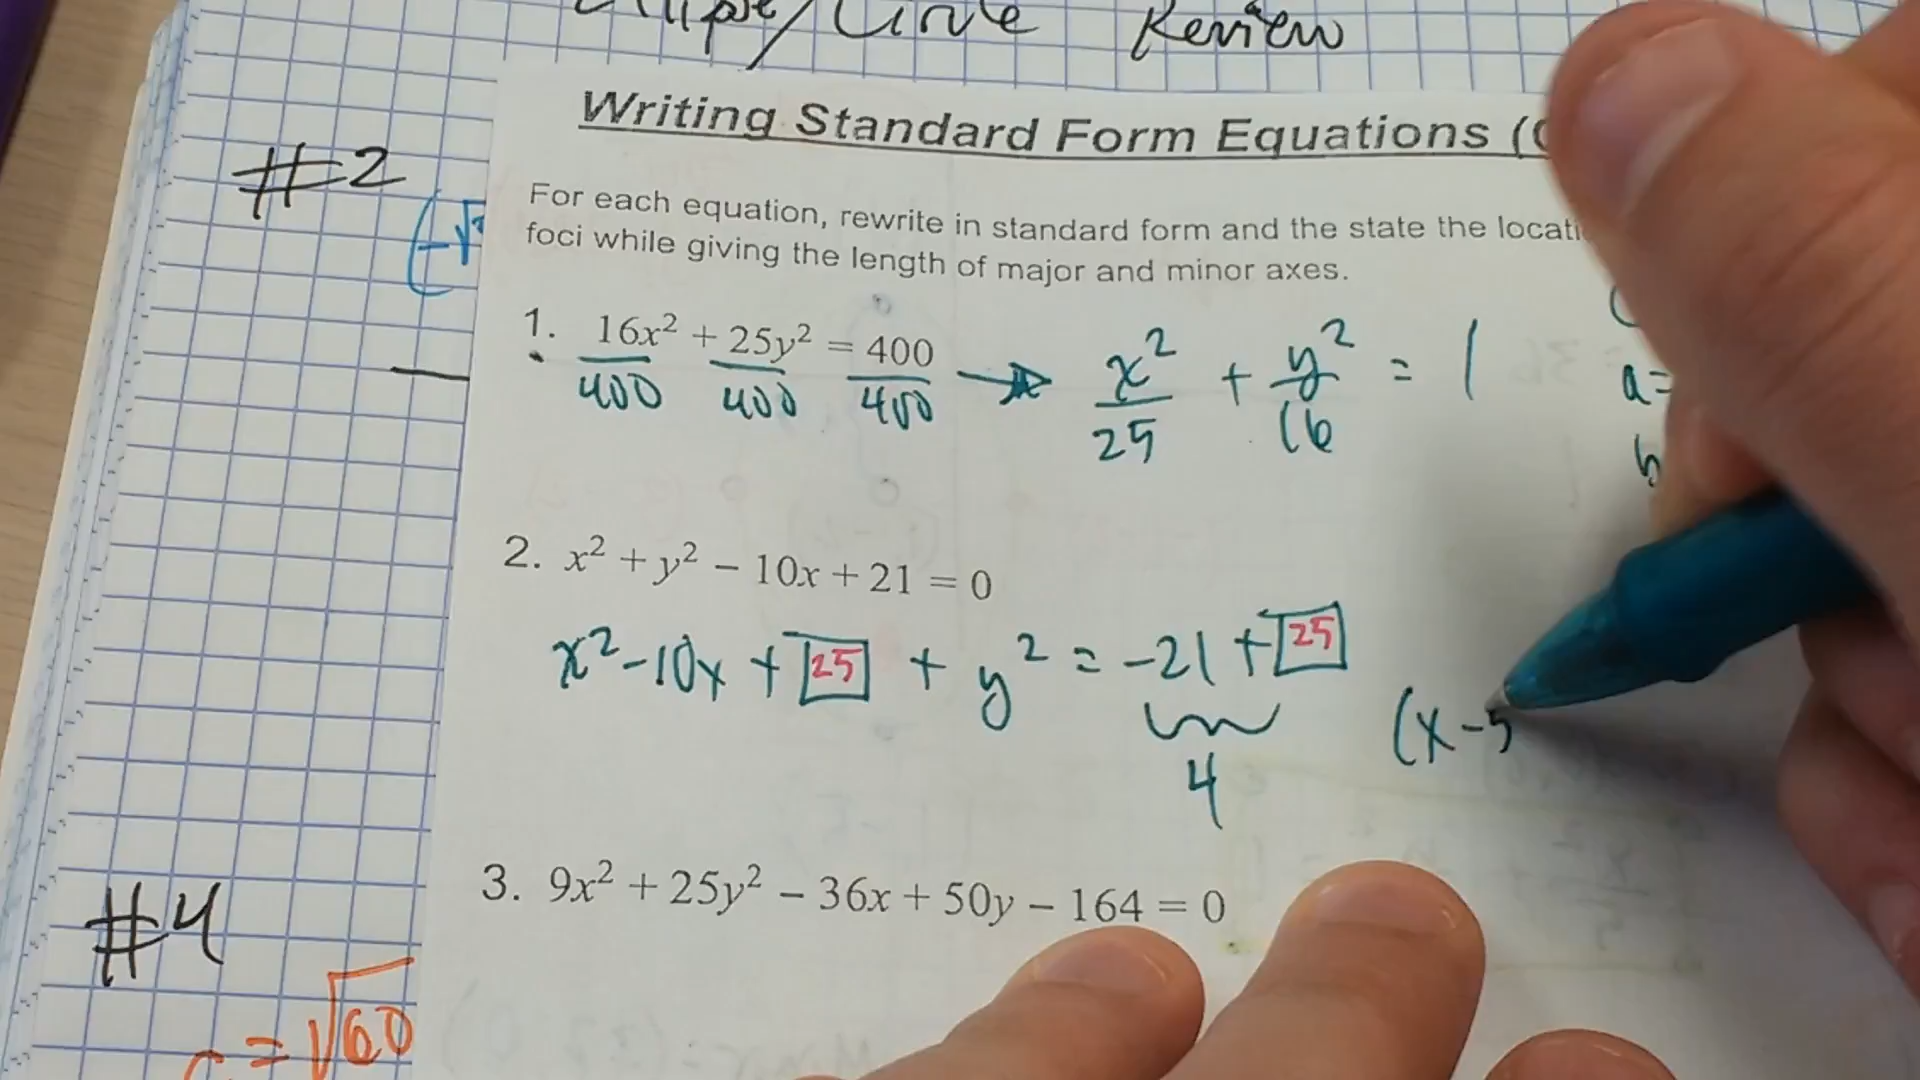 Review
#2
Writing Standard Form Equations (
For each equation, rewrite in standard form and the state the
foci while giving the length of major and minor axes.
1. 16x² + 25y² = 400
400 400 400 → x²/25 + y²/16 = 1
a=
b
2. x² + y² − 10x + 21 = 0
x² - 10x + 25 + y² = -21 + 25
4
(x - 5
3. 9x² + 25y² − 36x + 50y − 164 = 0
#4
= √60